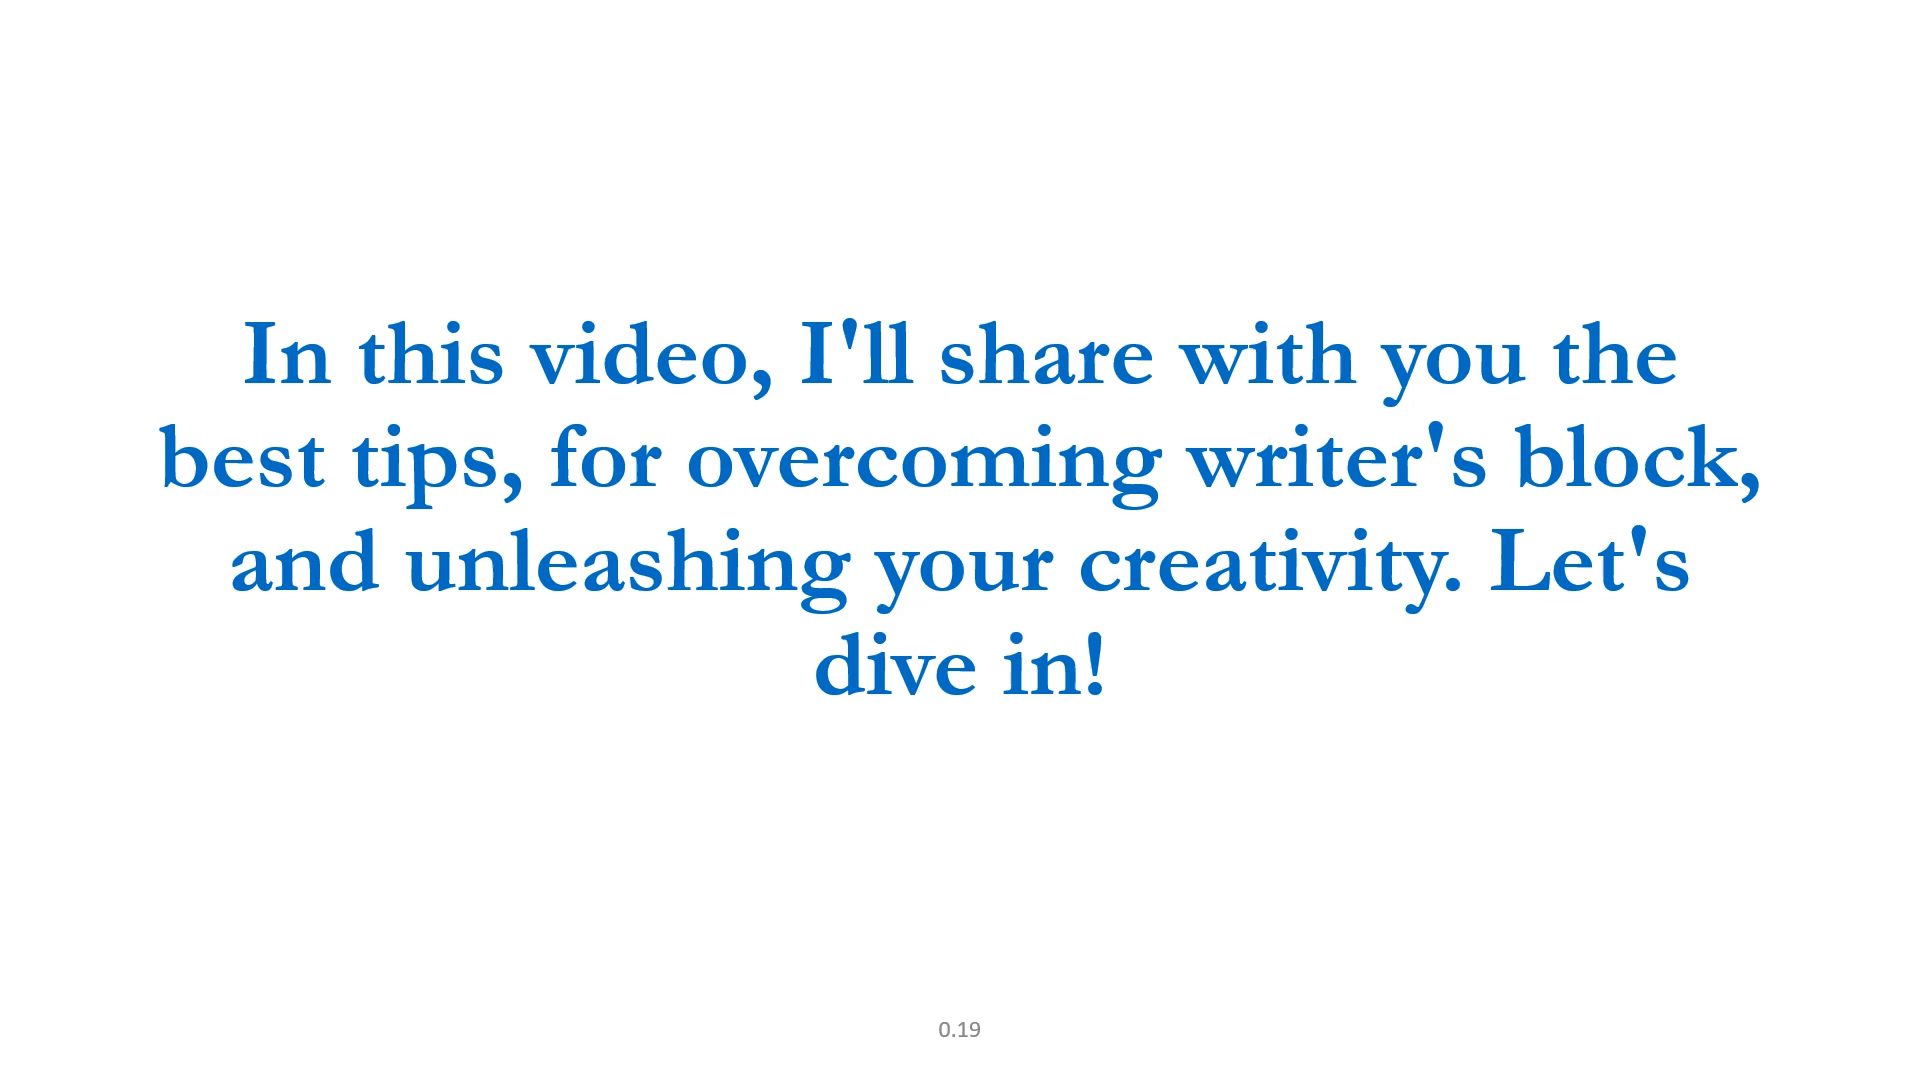 In this video, I'll share with you the
best tips, for overcoming writer's block,
and unleashing your creativity. Let's
dive in!
0.19